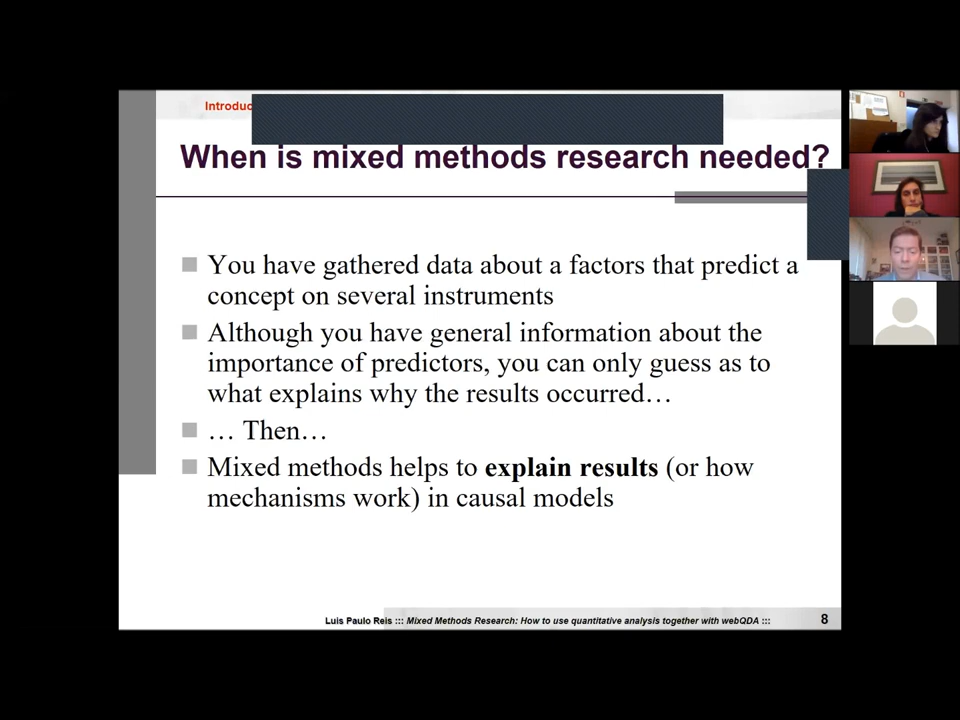 Introduc
When is mixed methods research needed?
You have gathered data about a factors that predict a
concept on several instruments
Although you have general information about the
importance of predictors, you can only guess as to
what explains why the results occurred…
… Then…
Mixed methods helps to explain results (or how
mechanisms work) in causal models
Luis Paulo Reis ::: Mixed Methods Research: How to use quantitative analysis together with webQDA ::: 8